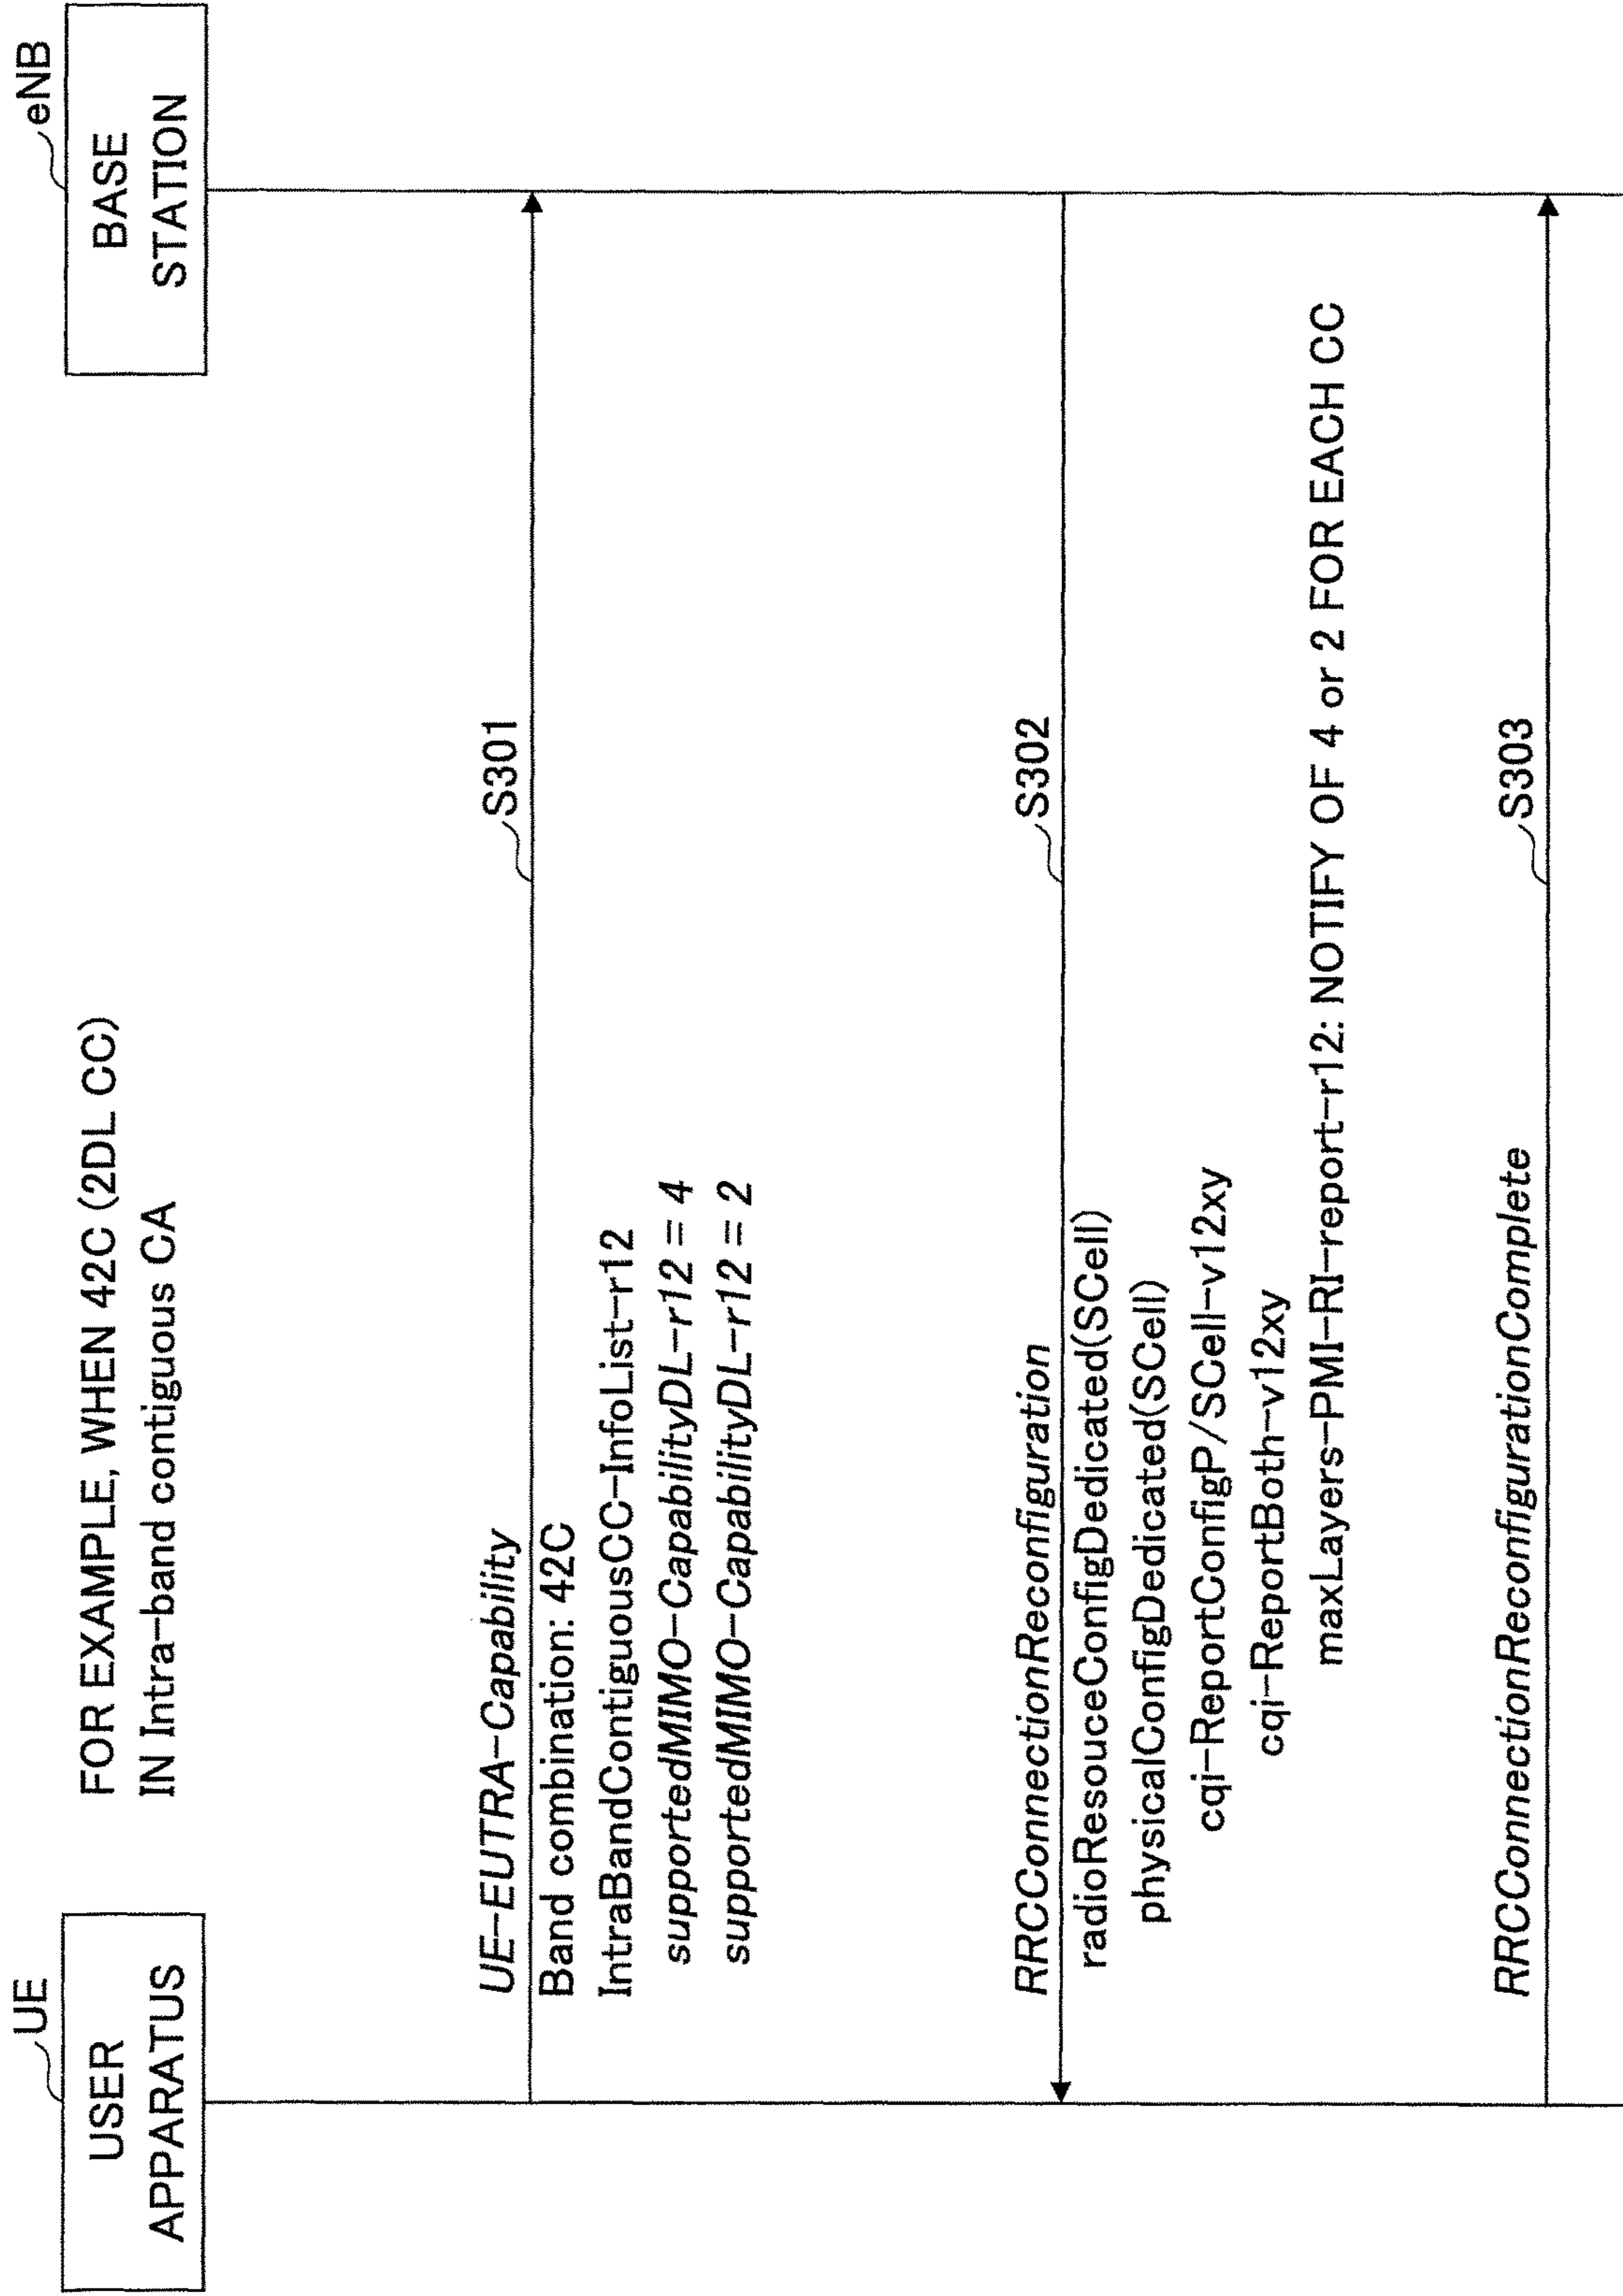 UE
USER
APPARATUS
eNB
BASE
STATION
FOR EXAMPLE, WHEN 42C (2DL CC)
IN Intra-band contiguous CA
S301
UE-EUTRA-Capability
Band combination: 42C
IntraBandContiguousCC-InfoList-r12
supportedMIMO-CapabilityDL-r12 = 4
supportedMIMO-CapabilityDL-r12 = 2
S302
RRCConnectionReconfiguration
radioResouceConfigDedicated(SCell)
physicalConfigDedicated(SCell)
cqi-ReportConfigP/SCell-v12xy
cqi-ReportBoth-v12xy
maxLayers-PMI-RI-report-r12: NOTIFY OF 4 or 2 FOR EACH CC
S303
RRCConnectionReconfigurationComplete